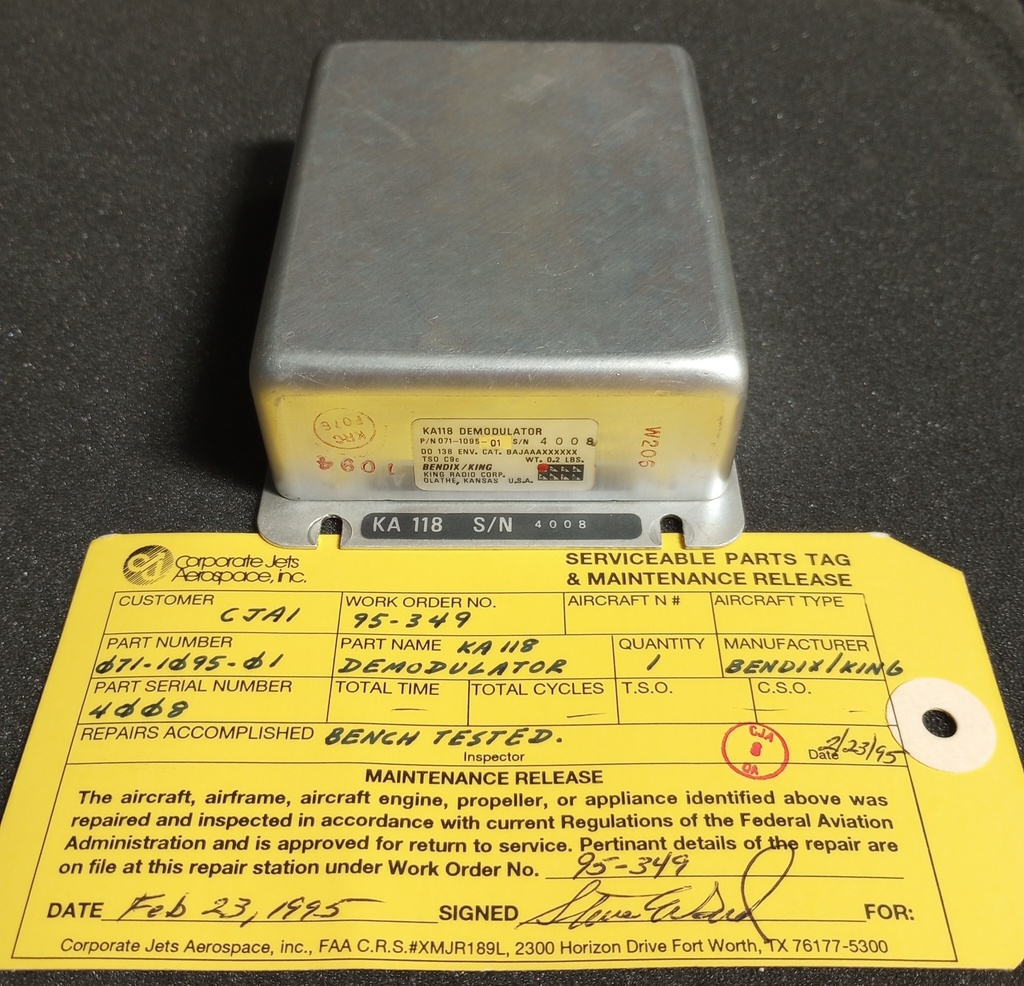 KRC
F076
1094
W206
KA118 DEMODULATOR
P/N 071-1095-01 S/N 4008
DO 138 ENV. CAT. BAJAAAXXXXXX
TSO C9c WT. 0.2 LBS.
BENDIX/KING
KING RADIO CORP.
OLATHE, KANSAS U.S.A.
KA 118 S/N 4008
Corporate Jets
Aerospace, inc.
SERVICEABLE PARTS TAG
& MAINTENANCE RELEASE
CUSTOMER CJAI
WORK ORDER NO. 95-349
AIRCRAFT N #
AIRCRAFT TYPE
PART NUMBER 071-1095-01
PART NAME KA 118
DEMODULATOR
QUANTITY 1
MANUFACTURER
BENDIX/KING
PART SERIAL NUMBER
4008
TOTAL TIME —
TOTAL CYCLES —
T.S.O.
C.S.O. —
REPAIRS ACCOMPLISHED BENCH TESTED.
Inspector
CJA
8
QA
Date 2/23/95
MAINTENANCE RELEASE
The aircraft, airframe, aircraft engine, propeller, or appliance identified above was
repaired and inspected in accordance with current Regulations of the Federal Aviation
Administration and is approved for return to service. Pertinant details of the repair are
on file at this repair station under Work Order No. 95-349
DATE Feb 23, 1995 SIGNED Steve Ward FOR:
Corporate Jets Aerospace, inc., FAA C.R.S.#XMJR189L, 2300 Horizon Drive Fort Worth, TX 76177-5300